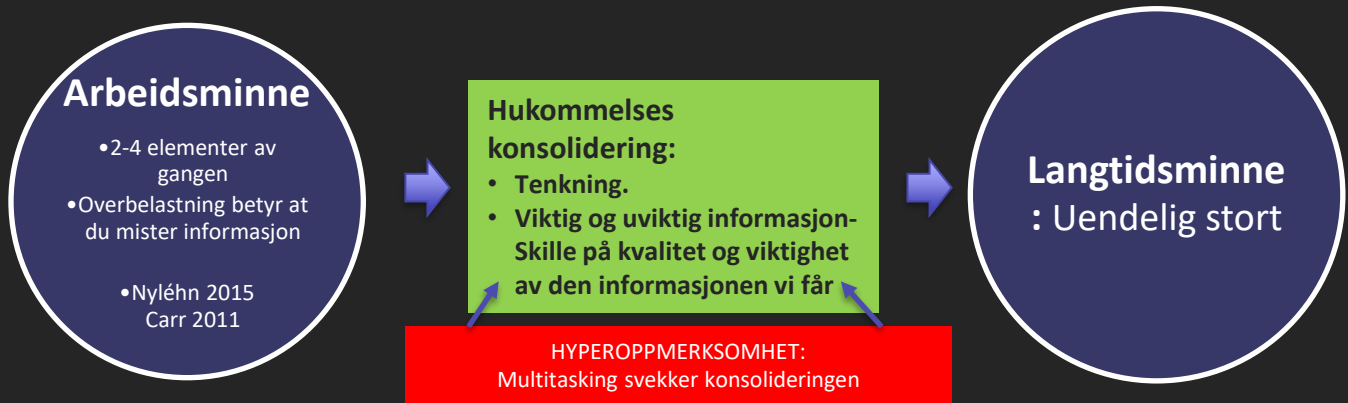 Arbeidsminne
•2-4 elementer av
gangen
•Overbelastning betyr at
du mister informasjon
•Nyléhn 2015
Carr 2011
Hukommelses
konsolidering:
• Tenkning.
• Viktig og uviktig informasjon-
Skille på kvalitet og viktighet
av den informasjonen vi får
HYPEROPPMERKSOMHET:
Multitasking svekker konsolideringen
Langtidsminne
: Uendelig stort